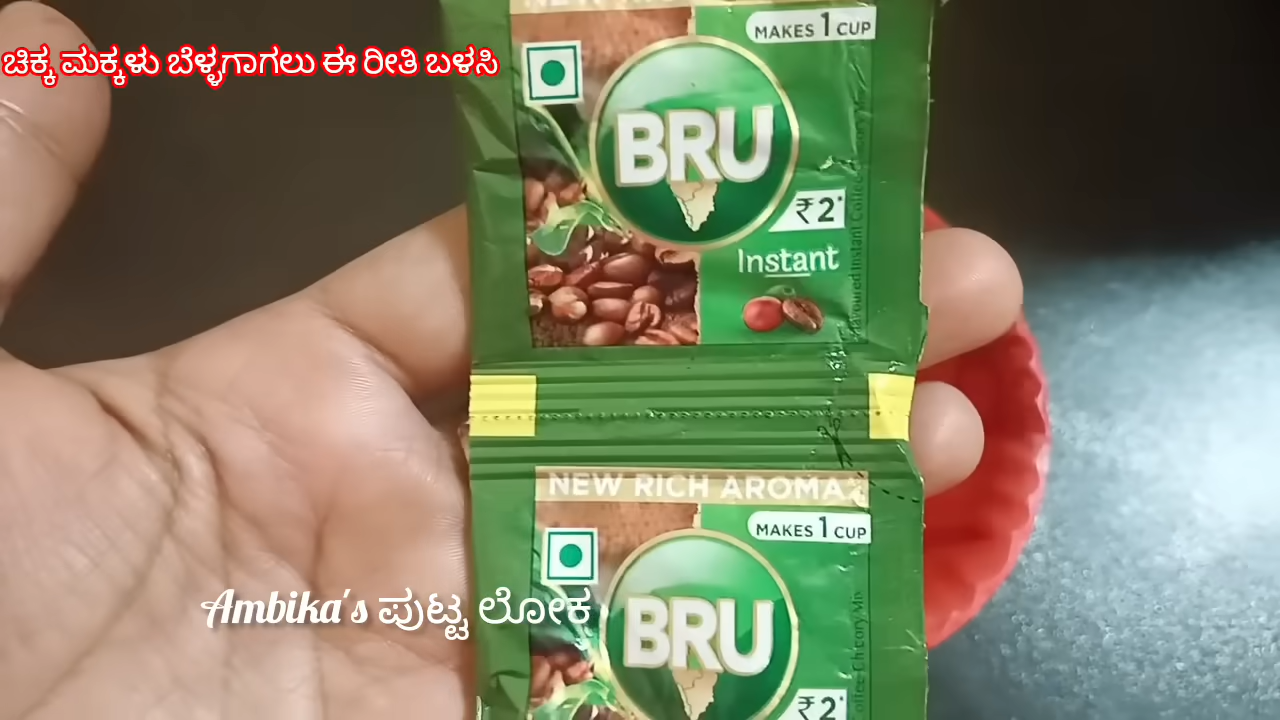 ಚಿಕ್ಕ ಮಕ್ಕಳು ಬೆಳ್ಳಗಾಗಲು ಈ ರೀತಿ ಬಳಸಿ
MAKES 1 CUP
BRU
₹2*
Instant
NEW RICH AROMA
MAKES 1 CUP
Ambika's ಪುಟ್ಟ ಲೋಕ
BRU
₹2*